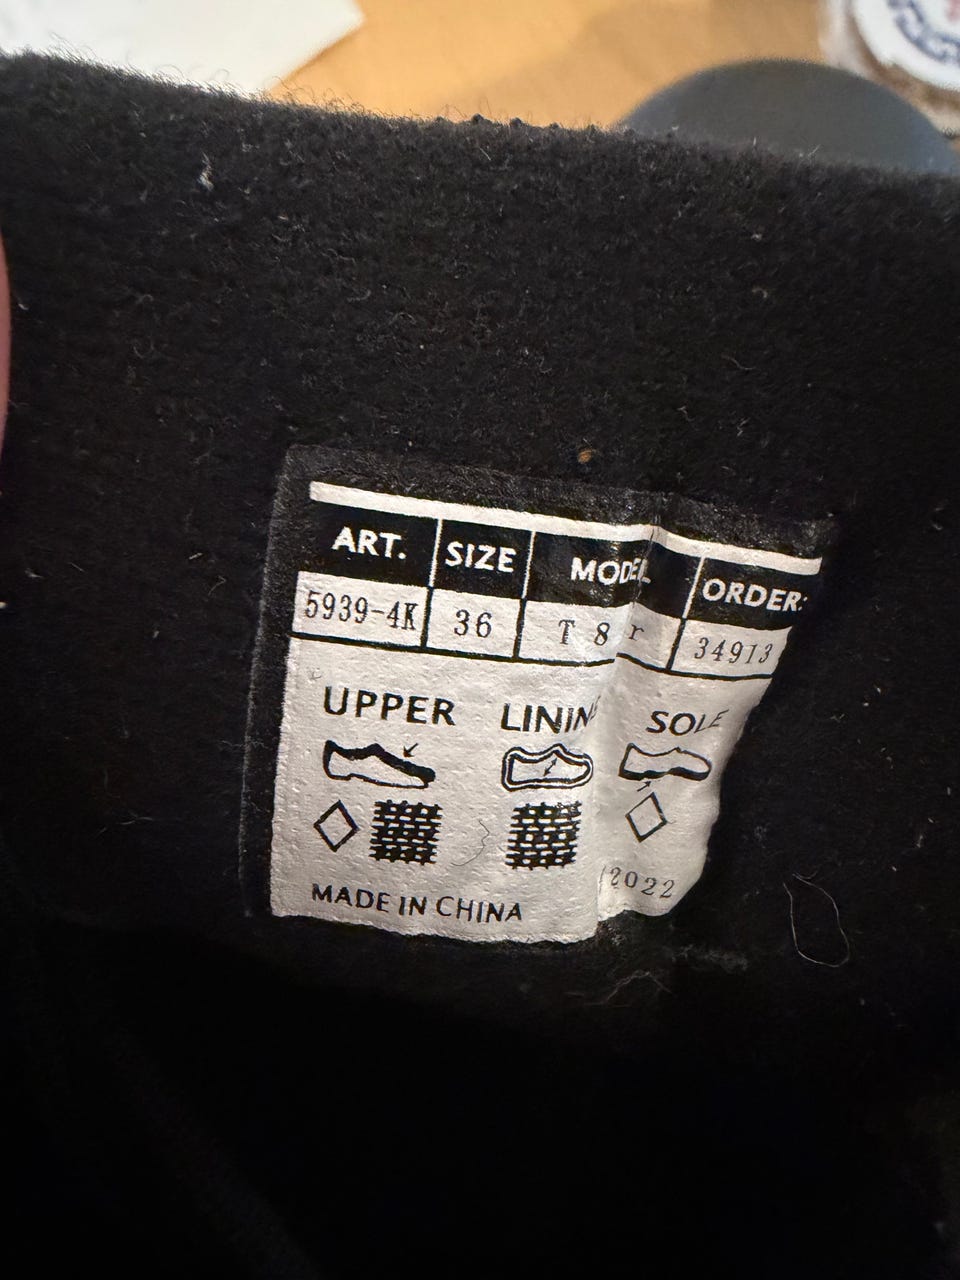 ART. SIZE MODEL ORDER:
5939-4K 36 T 8 r 34913
UPPER LINING SOLE
/2022
MADE IN CHINA